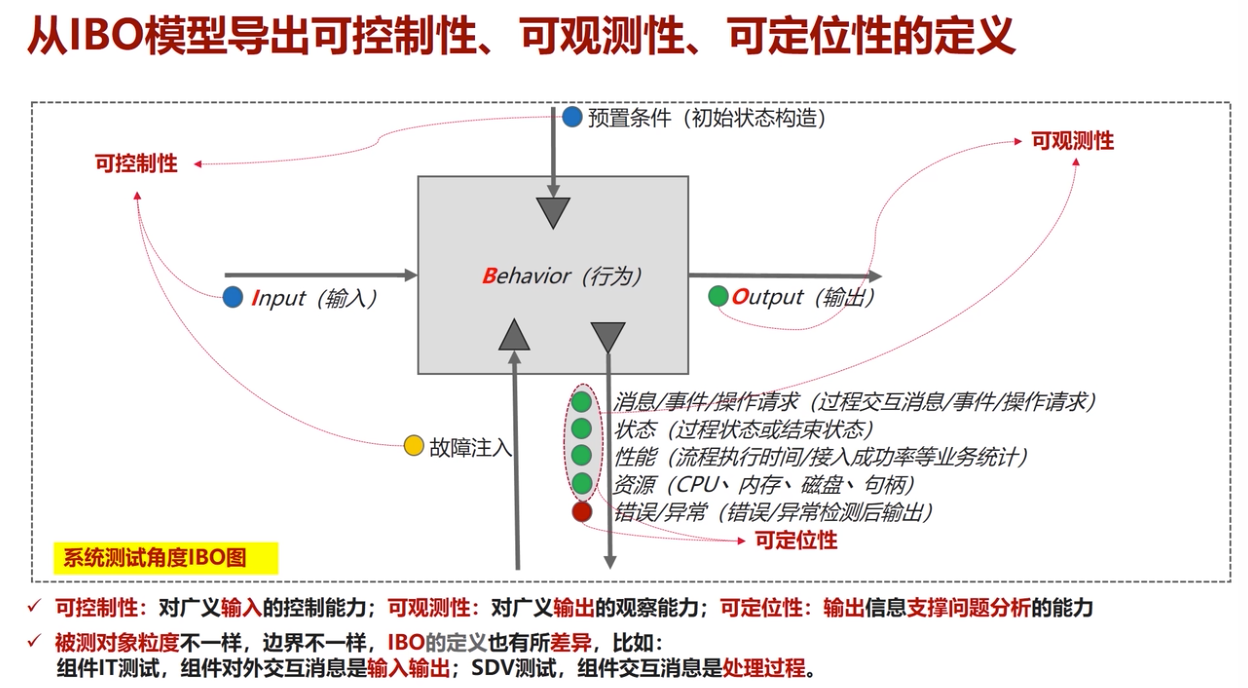 从IBO模型导出可控制性、可观测性、可定位性的定义
预置条件（初始状态构造）
可控制性
可观测性
Behavior（行为）
Input（输入）
Output（输出）
消息/事件/操作请求（过程交互消息/事件/操作请求）
状态（过程状态或结束状态）
故障注入
性能（流程执行时间/接入成功率等业务统计）
资源（CPU、内存、磁盘、句柄）
错误/异常（错误/异常检测后输出）
可定位性
系统测试角度IBO图
✓ 可控制性：对广义输入的控制能力；可观测性：对广义输出的观察能力；可定位性：输出信息支撑问题分析的能力
✓ 被测对象粒度不一样，边界不一样，IBO的定义也有所差异，比如：
组件IT测试，组件对外交互消息是输入输出；SDV测试，组件交互消息是处理过程。